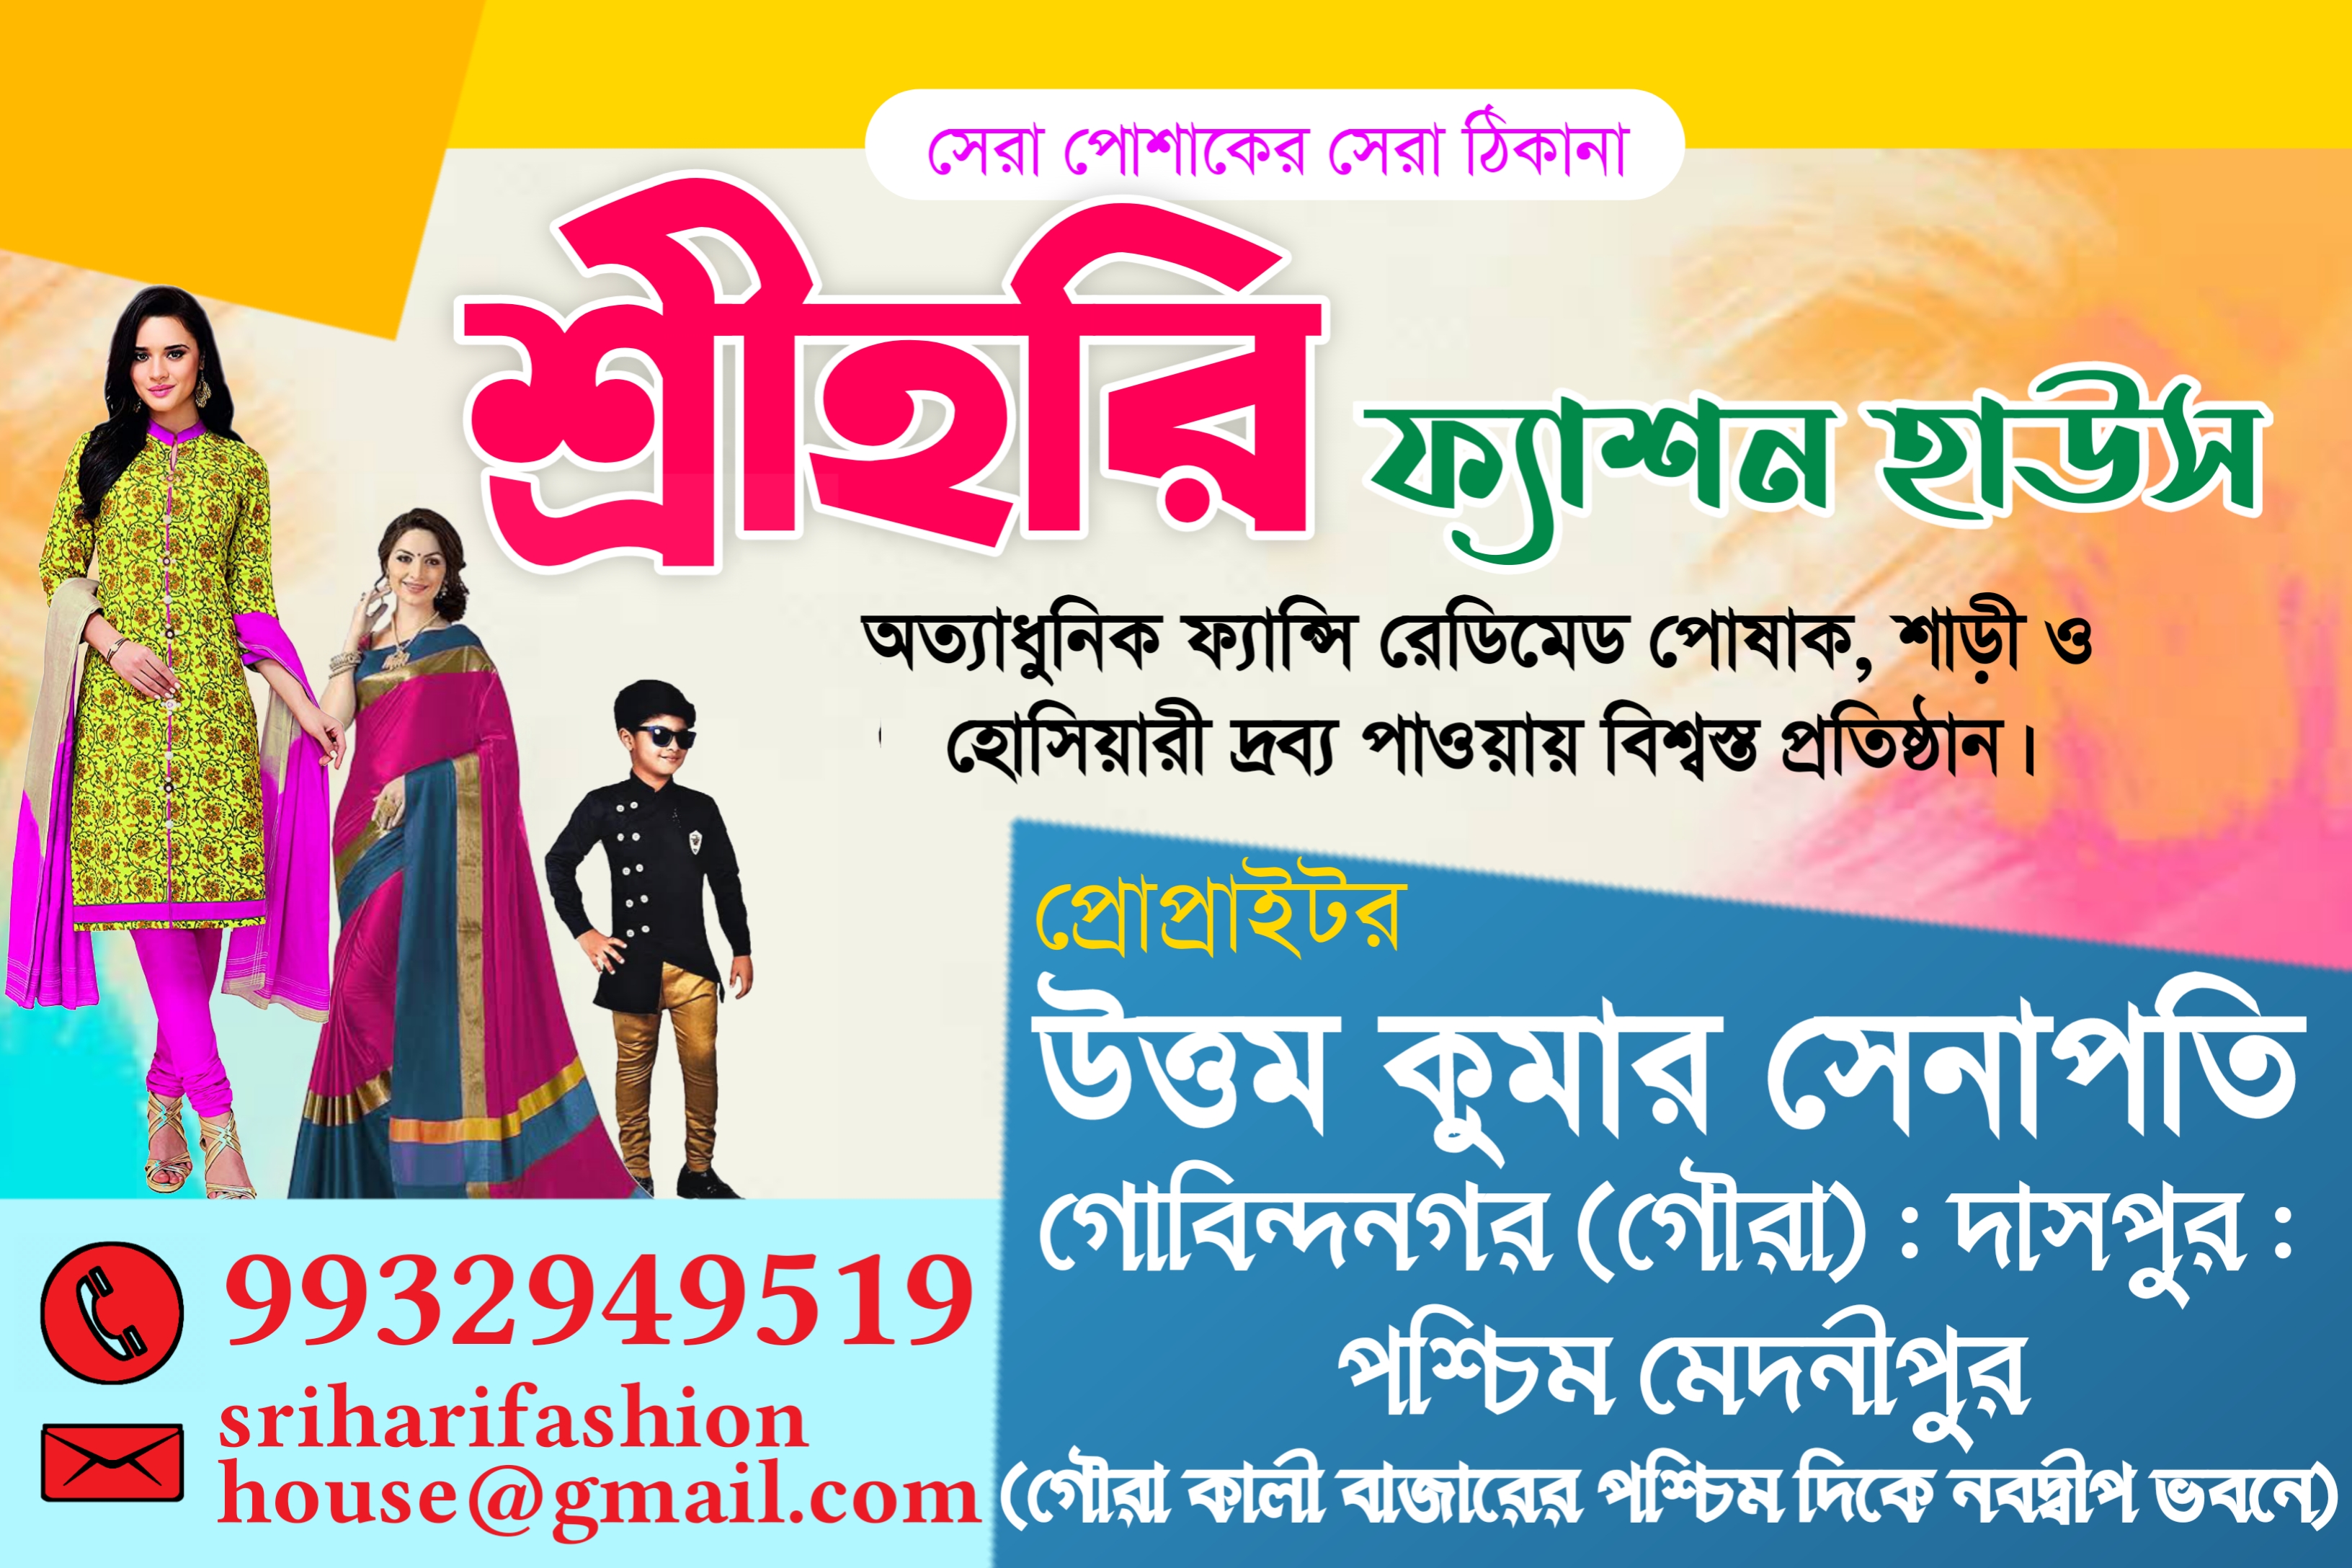 সেরা পোশাকের সেরা ঠিকানা
শ্রীহরি ফ্যাশন হাউস
অত্যাধুনিক ফ্যান্সি রেডিমেড পোষাক, শাড়ী ও
হোসিয়ারী দ্রব্য পাওয়ায় বিশ্বস্ত প্রতিষ্ঠান।
প্রোপ্রাইটর
উত্তম কুমার সেনাপতি
গোবিন্দনগর (গৌরা) : দাসপুর :
পশ্চিম মেদনীপুর
(গৌরা কালী বাজারের পশ্চিম দিকে নবদ্বীপ ভবনে)
9932949519
sriharifashion
house@gmail.com